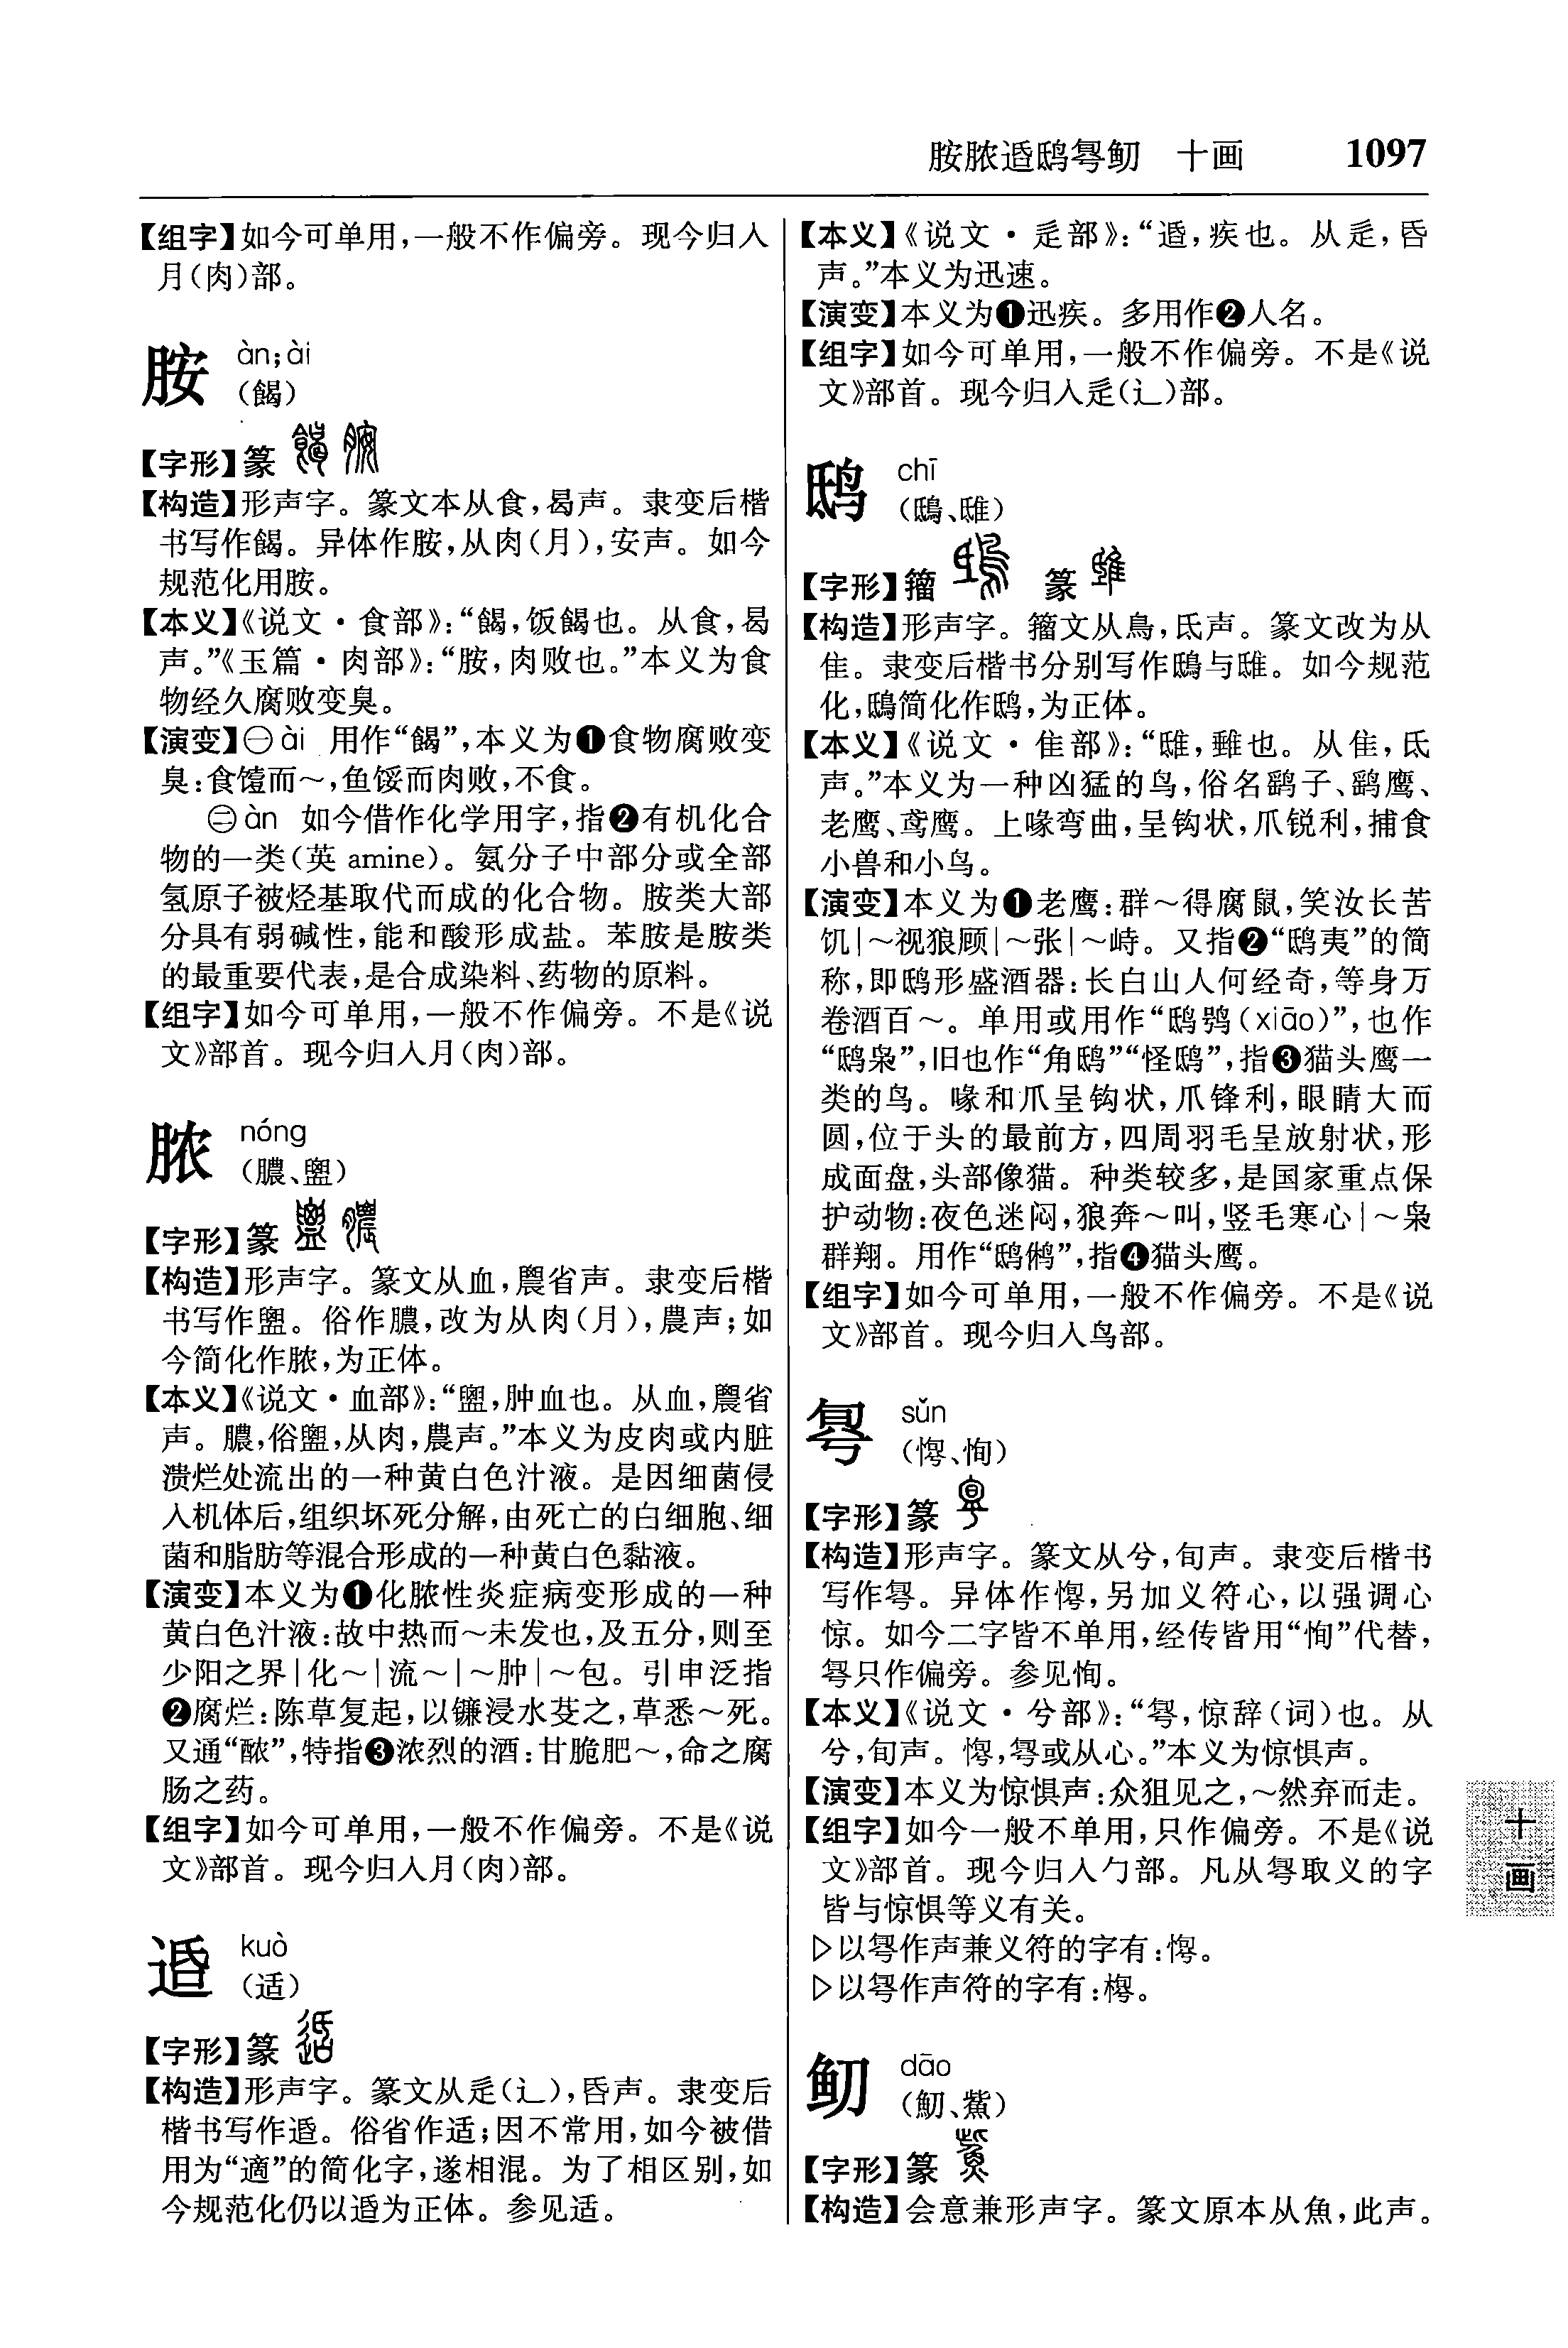 胺脓逅鸱甹鱽 十画 1097
【组字】如今可单用,一般不作偏旁。现今归入
月(肉)部。
胺 àn;ài
(餲)
【字形】篆
【构造】形声字。篆文本从食,曷声。隶变后楷
书写作餲。异体作胺,从肉(月),安声。如今
规范化用胺。
【本义】《说文·食部》:“餲,饭餲也。从食,曷
声。”《玉篇·肉部》:“胺,肉败也。”本义为食
物经久腐败变臭。
【演变】㊀ài 用作“餲”,本义为❶食物腐败变
臭:食饐而~,鱼馁而肉败,不食。
㊁àn 如今借作化学用字,指❷有机化合
物的一类(英 amine)。氨分子中部分或全部
氢原子被烃基取代而成的化合物。胺类大部
分具有弱碱性,能和酸形成盐。苯胺是胺类
的最重要代表,是合成染料、药物的原料。
【组字】如今可单用,一般不作偏旁。不是《说
文》部首。现今归入月(肉)部。
脓 nóng
(膿、盥)
【字形】篆
【构造】形声字。篆文从血,農省声。隶变后楷
书写作。俗作膿,改为从肉(月),農声;如
今简化作脓,为正体。
【本义】《说文·血部》:“,肿血也。从血,農省
声。膿,俗,从肉,農声。”本义为皮肉或内脏
溃烂处流出的一种黄白色汁液。是因细菌侵
入机体后,组织坏死分解,由死亡的白细胞、细
菌和脂肪等混合形成的一种黄白色黏液。
【演变】本义为❶化脓性炎症病变形成的一种
黄白色汁液:故中热而~未发也,及五分,则至
少阳之界|化~|流~|~肿|~包。引申泛指
❷腐烂:陈草复起,以镰浸水芟之,草悉~死。
又通“醲”,特指❸浓烈的酒:甘脆肥~,命之腐
肠之药。
【组字】如今可单用,一般不作偏旁。不是《说
文》部首。现今归入月(肉)部。
kuò
(适)
【字形】篆
【构造】形声字。篆文从辵(辶),昏声。隶变后
楷书写作。俗省作适;因不常用,如今被借
用为“適”的简化字,遂相混。为了相区别,如
今规范化仍以为正体。参见适。
【本义】《说文·辵部》:“,疾也。从辵,昏
声。”本义为迅速。
【演变】本义为❶迅疾。多用作❷人名。
【组字】如今可单用,一般不作偏旁。不是《说
文》部首。现今归入辵(辶)部。
鸱 chī
(鴟、雎)
【字形】籀 篆
【构造】形声字。籀文从鳥,氐声。篆文改为从
隹。隶变后楷书分别写作鴟与。如今规范
化,鴟简化作鸱,为正体。
【本义】《说文·隹部》:“,也。从隹,氐
声。”本义为一种凶猛的鸟,俗名鹞子、鹞鹰、
老鹰、鸢鹰。上喙弯曲,呈钩状,爪锐利,捕食
小兽和小鸟。
【演变】本义为❶老鹰:群~得腐鼠,笑汝长苦
饥|~视狼顾|~张|~峙。又指❷“鸱夷”的简
称,即鸱形盛酒器:长白山人何经奇,等身万
卷酒百~。单用或用作“鸱鸮(xiāo)”,也作
“鸱枭”,旧也作“角鸱”“怪鸱”,指❸猫头鹰一
类的鸟。喙和爪呈钩状,爪锋利,眼睛大而
圆,位于头的最前方,四周羽毛呈放射状,形
成面盘,头部像猫。种类较多,是国家重点保
护动物:夜色迷闷,狼奔~叫,竖毛寒心|~枭
群翔。用作“鸱鸺”,指❹猫头鹰。
【组字】如今可单用,一般不作偏旁。不是《说
文》部首。现今归入鸟部。
sǔn
(、恂)
【字形】篆
【构造】形声字。篆文从兮,旬声。隶变后楷书
写作。异体作,另加义符心,以强调心
惊。如今二字皆不单用,经传皆用“恂”代替,
只作偏旁。参见恂。
【本义】《说文·兮部》:“,惊辞(词)也。从
兮,旬声。,或从心。”本义为惊惧声。
【演变】本义为惊惧声:众狙见之,~然弃而走。
【组字】如今一般不单用,只作偏旁。不是《说
文》部首。现今归入勹部。凡从取义的字
皆与惊惧等义有关。
▷以作声兼义符的字有:。
▷以作声符的字有:。
鱽 dāo
(魛、鮆)
【字形】篆
【构造】会意兼形声字。篆文原本从魚,此声。
十
画